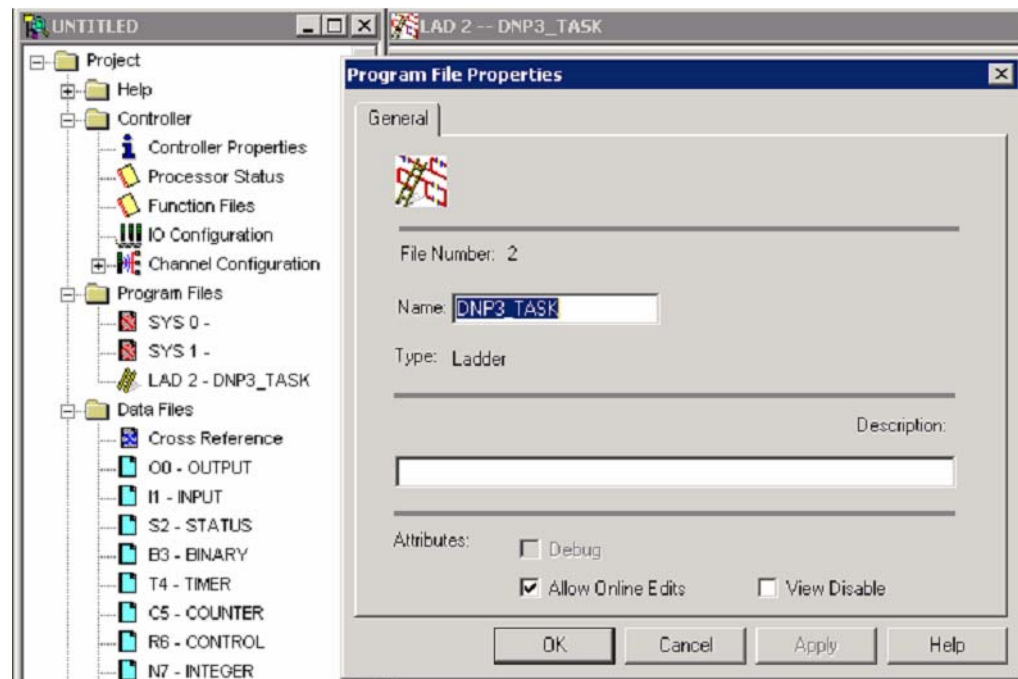 UNTITLED
Project
Help
Controller
Controller Properties
Processor Status
Function Files
IO Configuration
Channel Configuration
Program Files
SYS 0 -
SYS 1 -
LAD 2 - DNP3_TASK
Data Files
Cross Reference
O0 - OUTPUT
I1 - INPUT
S2 - STATUS
B3 - BINARY
T4 - TIMER
C5 - COUNTER
R6 - CONTROL
N7 - INTEGER
LAD 2 -- DNP3_TASK
Program File Properties
General
File Number: 2
Name: DNP3_TASK
Type: Ladder
Description:
Attributes:
Debug
Allow Online Edits
View Disable
OK
Cancel
Apply
Help